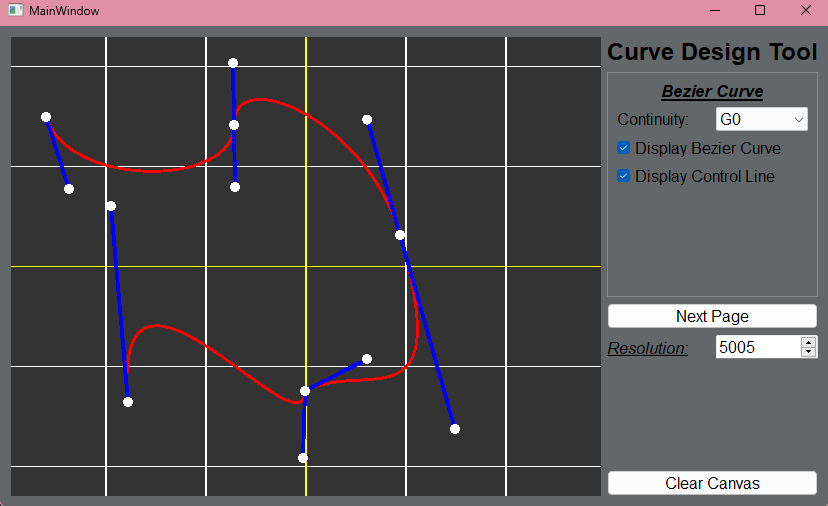 MainWindow
Curve Design Tool
Bezier Curve
Continuity: G0
Display Bezier Curve
Display Control Line
Next Page
Resolution: 5005
Clear Canvas